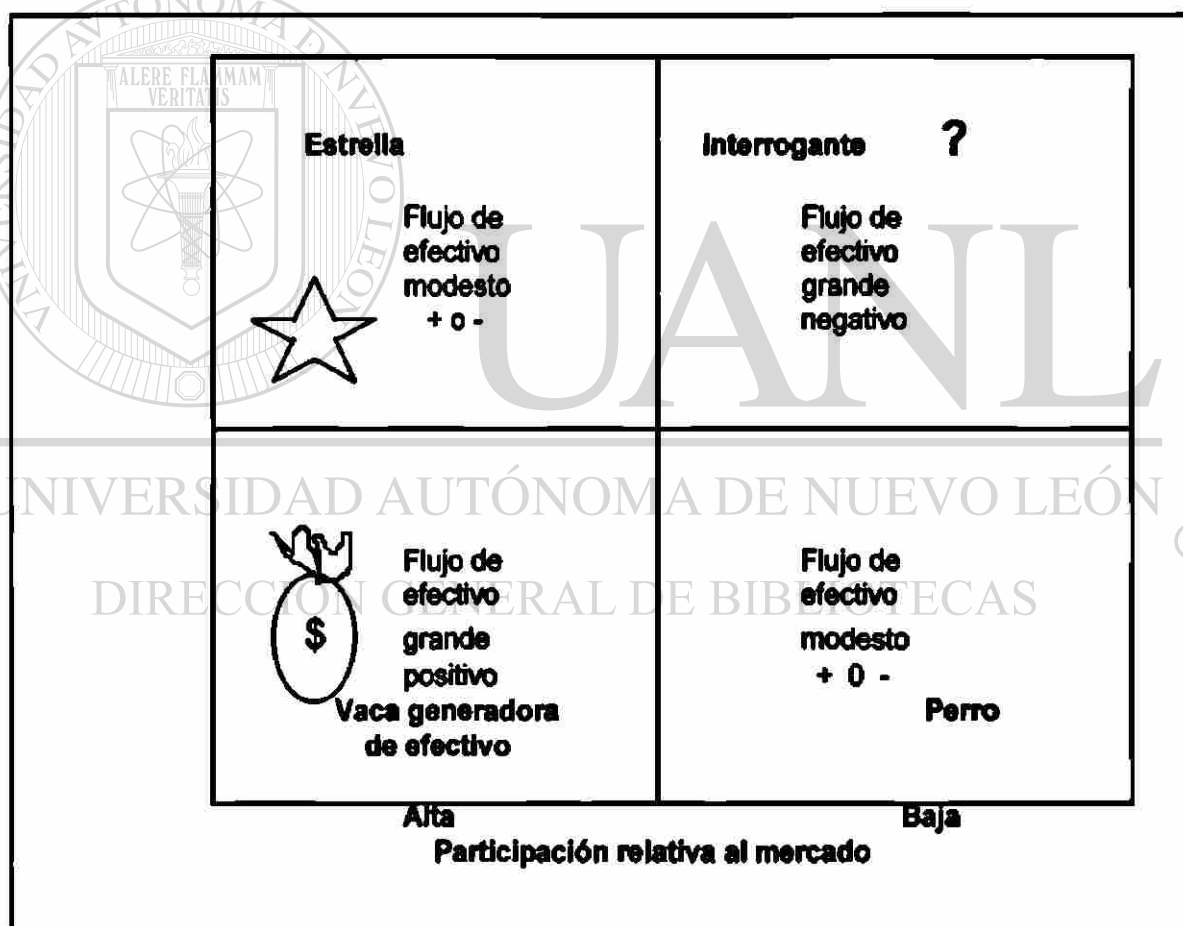 ALERE FLAMMAM
VERITATIS
Estrella
Flujo de
efectivo
modesto
+ o -
Interrogante ?
Flujo de
efectivo
grande
negativo
UANL
UNIVERSIDAD AUTÓNOMA DE NUEVO LEÓN
DIRECCIÓN GENERAL DE BIBLIOTECAS
$
Flujo de
efectivo
grande
positivo
Vaca generadora
de efectivo
Flujo de
efectivo
modesto
+ 0 -
Perro
Alta
Baja
Participación relativa al mercado